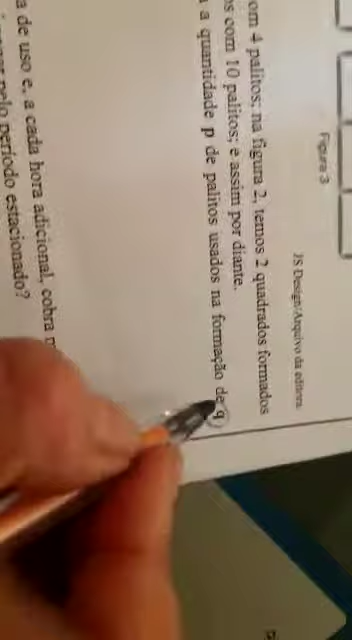 Figura 3
JS Design/Arquivo da editora
om 4 palitos; na figura 2, temos 2 quadrados formados
os com 10 palitos; e assim por diante.
a quantidade p de palitos usados na formação de q
a de uso e, a cada hora adicional, cobra
pelo período estacionado?